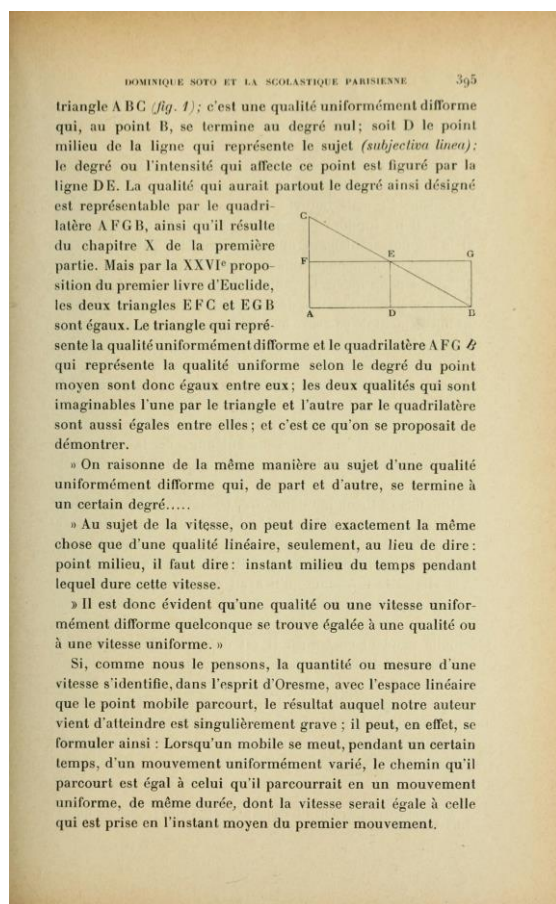 DOMINIQUE SOTO ET LA SCOLASTIQUE PARISIENNE 395
triangle A B C (fig. 1); c'est une qualité uniformément difforme
qui, au point B, se termine au degré nul; soit D le point
milieu de la ligne qui représente le sujet (subjectiva linea);
le degré ou l'intensité qui affecte ce point est figuré par la
ligne DE. La qualité qui aurait partout le degré ainsi désigné
est représentable par le quadri-
latère A F G B, ainsi qu'il résulte
du chapitre X de la première
partie. Mais par la XXVIe propo-
sition du premier livre d'Euclide,
les deux triangles E F C et E G B
sont égaux. Le triangle qui repré-
C
F
E
G
A
D
B
sente la qualité uniformément difforme et le quadrilatère A F G B
qui représente la qualité uniforme selon le degré du point
moyen sont donc égaux entre eux; les deux qualités qui sont
imaginables l'une par le triangle et l'autre par le quadrilatère
sont aussi égales entre elles; et c'est ce qu'on se proposait de
démontrer.
» On raisonne de la même manière au sujet d'une qualité
uniformément difforme qui, de part et d'autre, se termine à
un certain degré.....
» Au sujet de la vitesse, on peut dire exactement la même
chose que d'une qualité linéaire, seulement, au lieu de dire:
point milieu, il faut dire: instant milieu du temps pendant
lequel dure cette vitesse.
» Il est donc évident qu'une qualité ou une vitesse unifor-
mément difforme quelconque se trouve égalée à une qualité ou
à une vitesse uniforme. »
Si, comme nous le pensons, la quantité ou mesure d'une
vitesse s'identifie, dans l'esprit d'Oresme, avec l'espace linéaire
que le point mobile parcourt, le résultat auquel notre auteur
vient d'atteindre est singulièrement grave; il peut, en effet, se
formuler ainsi: Lorsqu'un mobile se meut, pendant un certain
temps, d'un mouvement uniformément varié, le chemin qu'il
parcourt est égal à celui qu'il parcourrait en un mouvement
uniforme, de même durée, dont la vitesse serait égale à celle
qui est prise en l'instant moyen du premier mouvement.